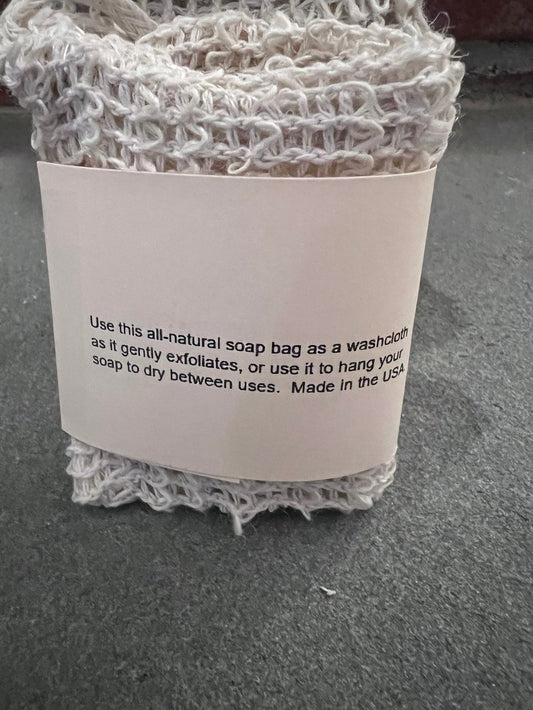 Use this all-natural soap bag as a washcloth
as it gently exfoliates, or use it to hang your
soap to dry between uses.  Made in the USA